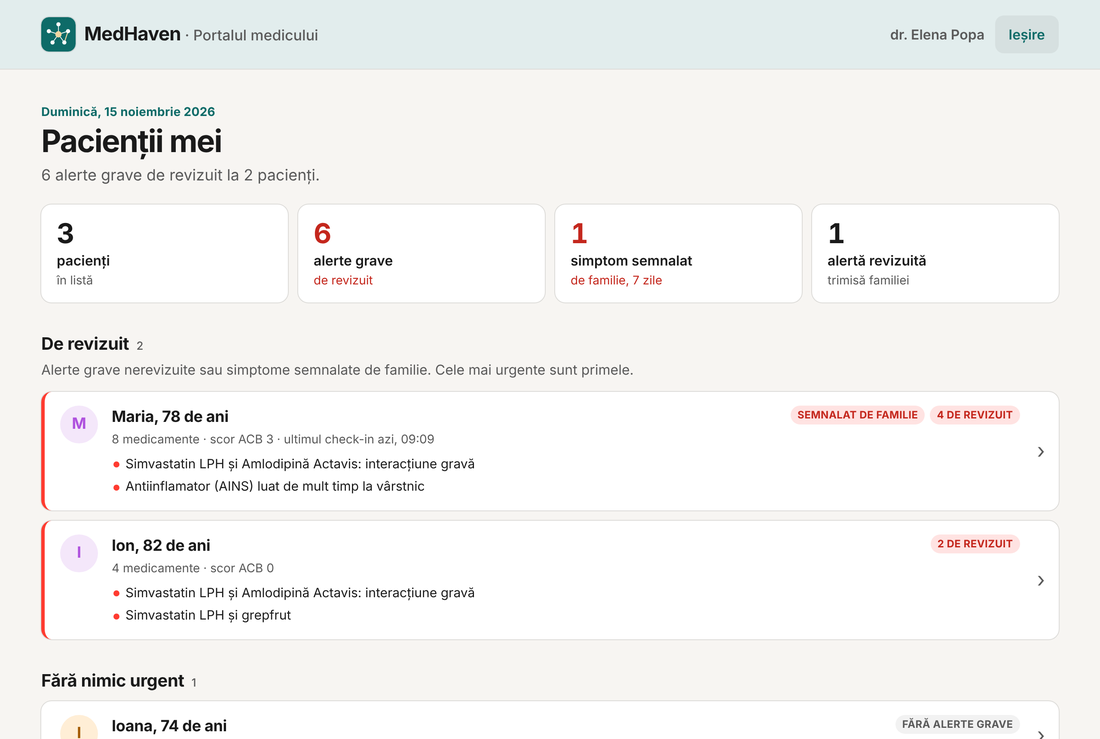 MedHaven · Portalul medicului
dr. Elena Popa
Ieșire
Duminică, 15 noiembrie 2026
Pacienții mei
6 alerte grave de revizuit la 2 pacienți.
3
pacienți
în listă
6
alerte grave
de revizuit
1
simptom semnalat
de familie, 7 zile
1
alertă revizuită
trimisă familiei
De revizuit 2
Alerte grave nerevizuite sau simptome semnalate de familie. Cele mai urgente sunt primele.
M
Maria, 78 de ani
SEMNALAT DE FAMILIE
4 DE REVIZUIT
8 medicamente · scor ACB 3 · ultimul check-in azi, 09:09
Simvastatin LPH și Amlodipină Actavis: interacțiune gravă
Antiinflamator (AINS) luat de mult timp la vârstnic
I
Ion, 82 de ani
2 DE REVIZUIT
4 medicamente · scor ACB 0
Simvastatin LPH și Amlodipină Actavis: interacțiune gravă
Simvastatin LPH și grepfrut
Fără nimic urgent 1
I
Ioana, 74 de ani
FĂRĂ ALERTE GRAVE